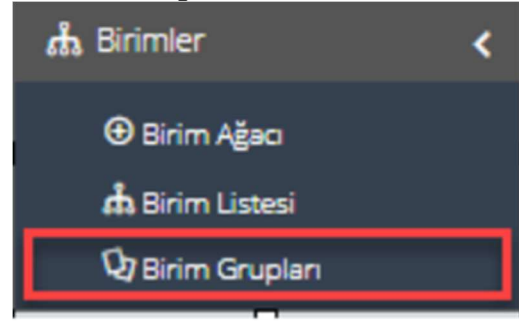 Birimler
Birim Ağacı
Birim Listesi
Birim Grupları